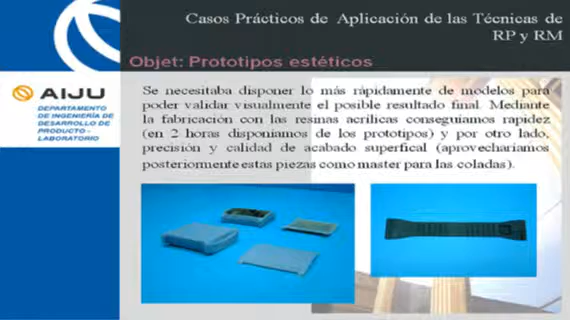 Casos Prácticos de Aplicación de las Técnicas de
RP y RM
Objet: Prototipos estéticos
AIJU
DEPARTAMENTO
DE INGENIERÍA DE
DESARROLLO DE
PRODUCTO -
LABORATORIO
Se necesitaba disponer lo más rápidamente de modelos para
poder validar visualmente el posible resultado final. Mediante
la fabricación con las resinas acrílicas conseguíamos rapidez
(en 2 horas disponíamos de los prototipos) y por otro lado,
precisión y calidad de acabado superfical (aprovecharíamos
posteriormente estas piezas como master para las coladas).